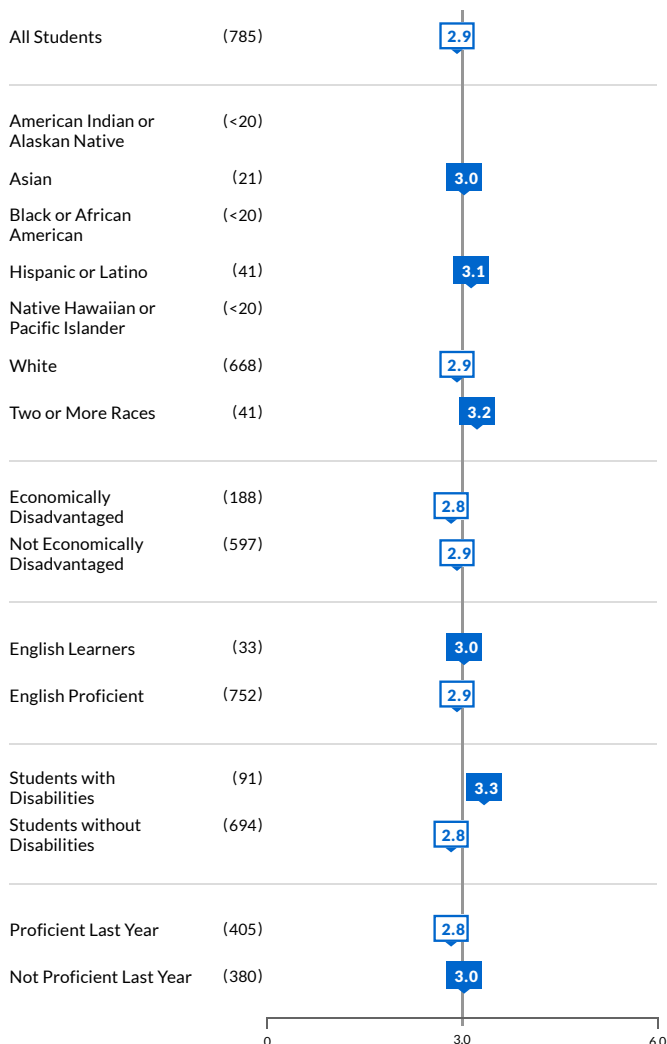 All Students (785) 2.9
American Indian or (<20)
Alaskan Native
Asian (21) 3.0
Black or African (<20)
American
Hispanic or Latino (41) 3.1
Native Hawaiian or (<20)
Pacific Islander
White (668) 2.9
Two or More Races (41) 3.2
Economically (188) 2.8
Disadvantaged
Not Economically (597) 2.9
Disadvantaged
English Learners (33) 3.0
English Proficient (752) 2.9
Students with (91) 3.3
Disabilities
Students without (694) 2.8
Disabilities
Proficient Last Year (405) 2.8
Not Proficient Last Year (380) 3.0
0 3.0 6.0